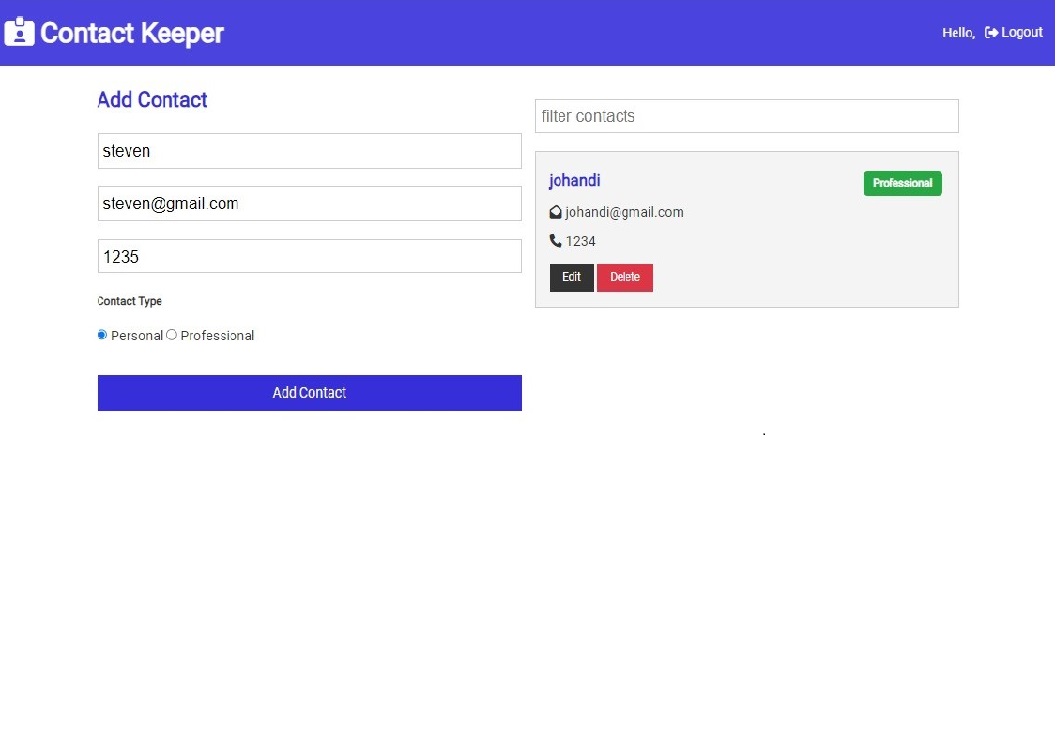 Contact Keeper
Hello, Logout
Add Contact
steven
steven@gmail.com
1235
Contact Type
Personal Professional
Add Contact
filter contacts
johandi
Professional
johandi@gmail.com
1234
Edit Delete